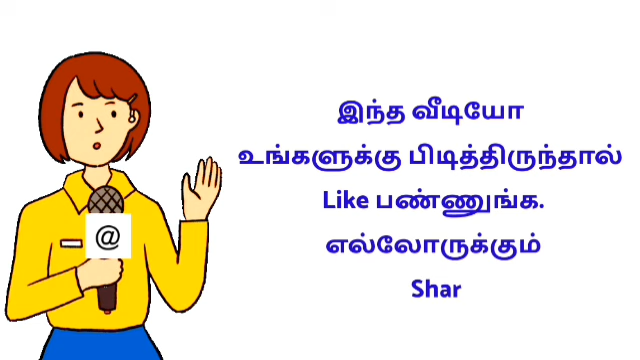 இந்த வீடியோ
உங்களுக்கு பிடித்திருந்தால்
Like பண்ணுங்க.
எல்லோருக்கும்
Shar
@